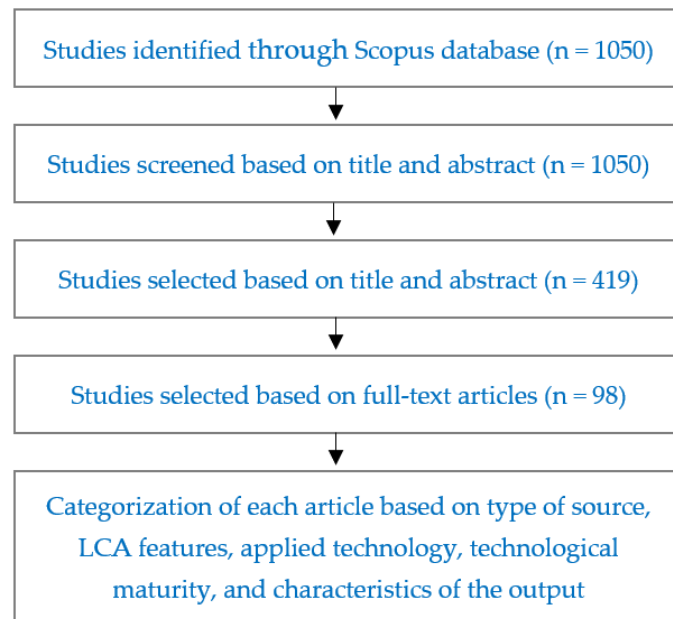 Studies identified through Scopus database (n = 1050)
Studies screened based on title and abstract (n = 1050)
Studies selected based on title and abstract (n = 419)
Studies selected based on full-text articles (n = 98)
Categorization of each article based on type of source,
LCA features, applied technology, technological
maturity, and characteristics of the output